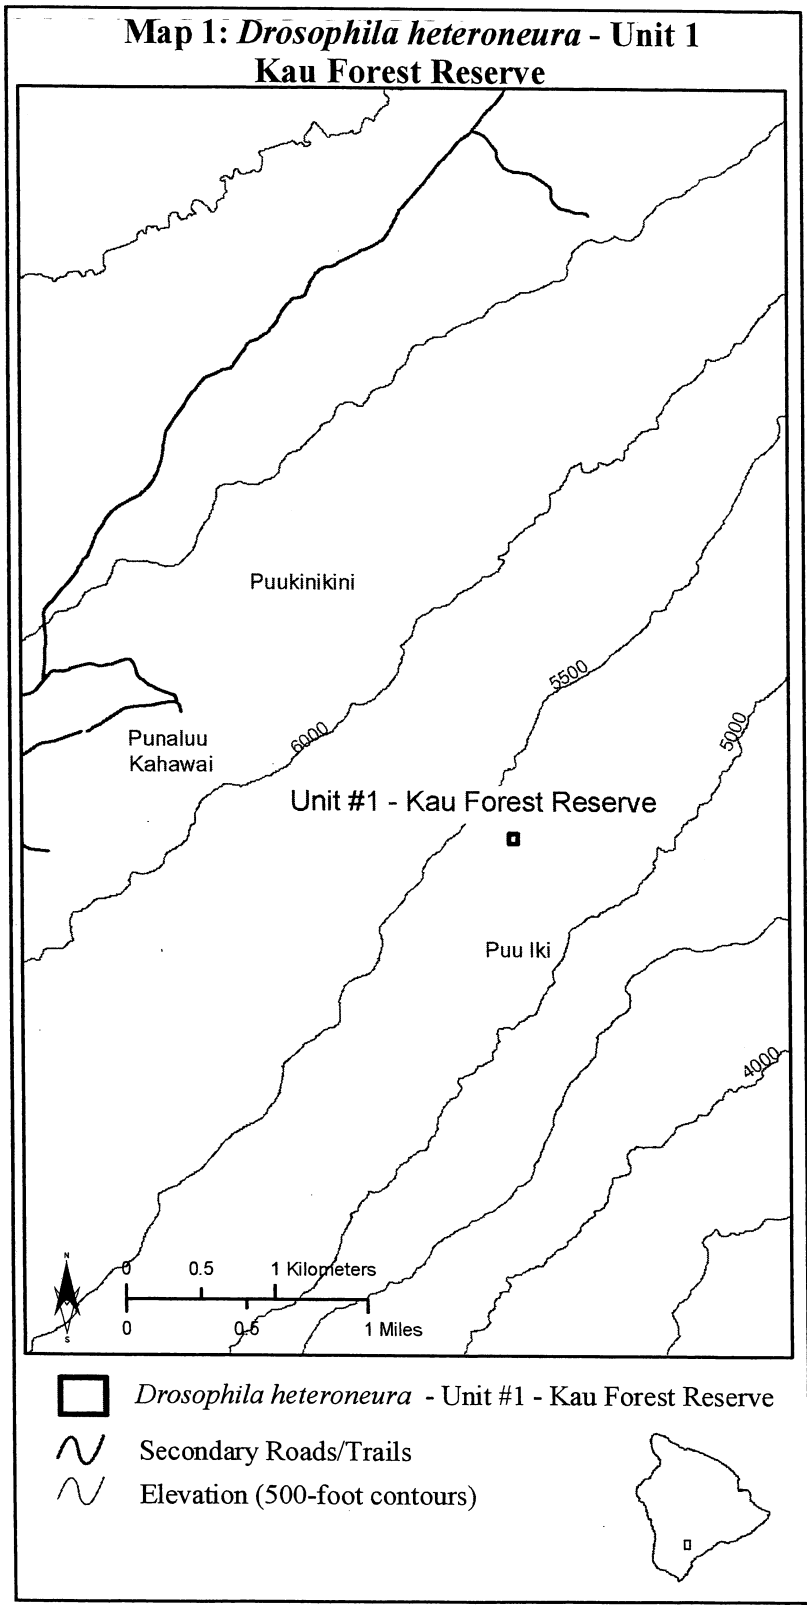 Map 1: Drosophila heteroneura - Unit 1
Kau Forest Reserve
Puukinikini
5500
5000
6000
Punaluu
Kahawai
Unit #1 - Kau Forest Reserve
Puu Iki
4000
N
0 0.5 1 Kilometers
0 0.5 1 Miles
S
Drosophila heteroneura - Unit #1 - Kau Forest Reserve
Secondary Roads/Trails
Elevation (500-foot contours)